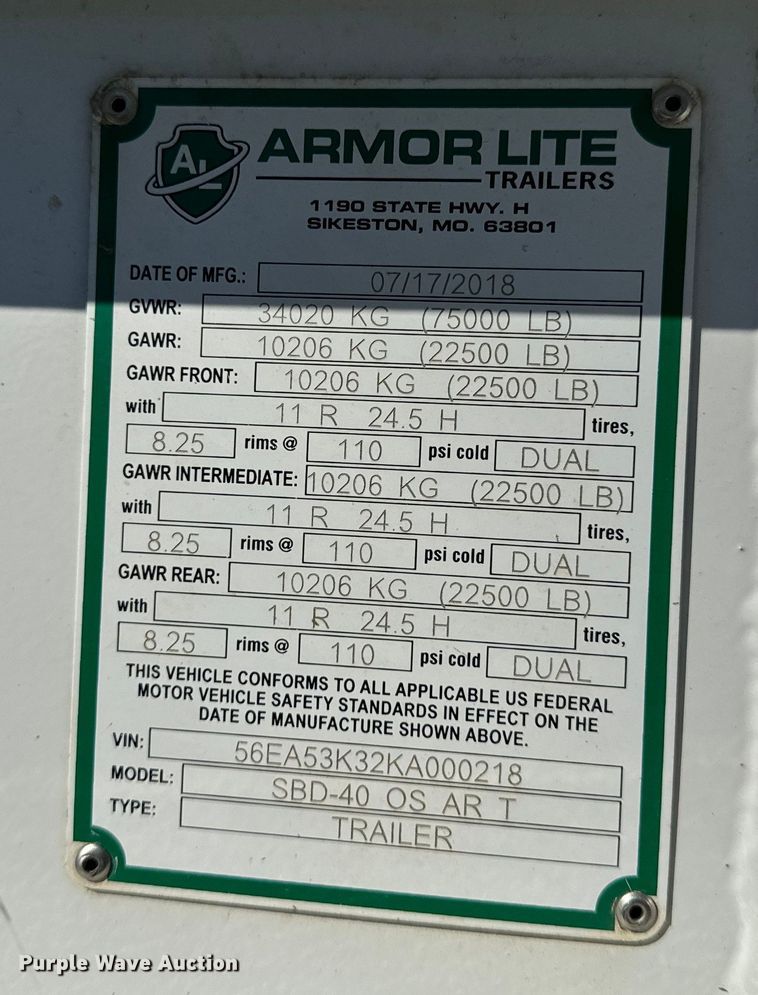 AL ARMOR LITE
TRAILERS
1190 STATE HWY. H
SIKESTON, MO. 63801
DATE OF MFG.: 07/17/2018
GVWR: 34020 KG (75000 LB)
GAWR: 10206 KG (22500 LB)
GAWR FRONT: 10206 KG (22500 LB)
with 11 R 24.5 H tires,
8.25 rims @ 110 psi cold DUAL
GAWR INTERMEDIATE: 10206 KG (22500 LB)
with 11 R 24.5 H tires,
8.25 rims @ 110 psi cold DUAL
GAWR REAR: 10206 KG (22500 LB)
with 11 R 24.5 H tires,
8.25 rims @ 110 psi cold DUAL
THIS VEHICLE CONFORMS TO ALL APPLICABLE US FEDERAL
MOTOR VEHICLE SAFETY STANDARDS IN EFFECT ON THE
DATE OF MANUFACTURE SHOWN ABOVE.
VIN: 56EA53K32KA000218
MODEL: SBD-40 OS AR T
TYPE: TRAILER
Purple Wave Auction